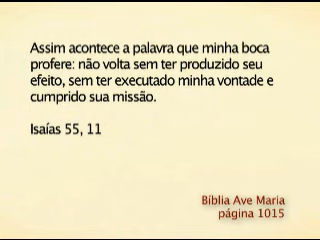 Assim acontece a palavra que minha boca
profere: não volta sem ter produzido seu
efeito, sem ter executado minha vontade e
cumprido sua missão.
Isaías 55, 11
Bíblia Ave Maria
página 1015